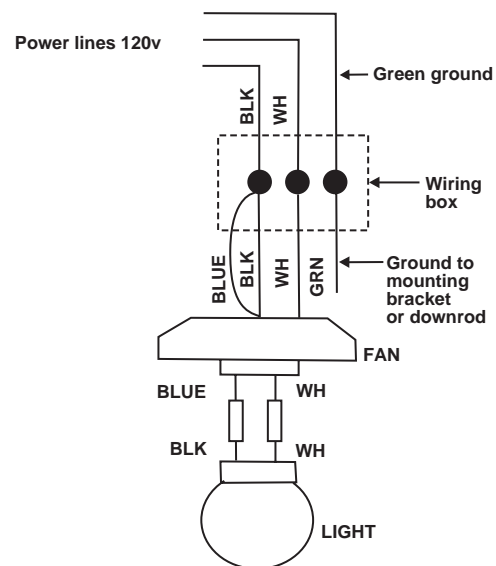 Power lines 120v
Green ground
BLK
WH
Wiring
box
BLUE
BLK
WH
GRN
Ground to
mounting
bracket
or downrod
FAN
BLUE
WH
BLK
WH
LIGHT